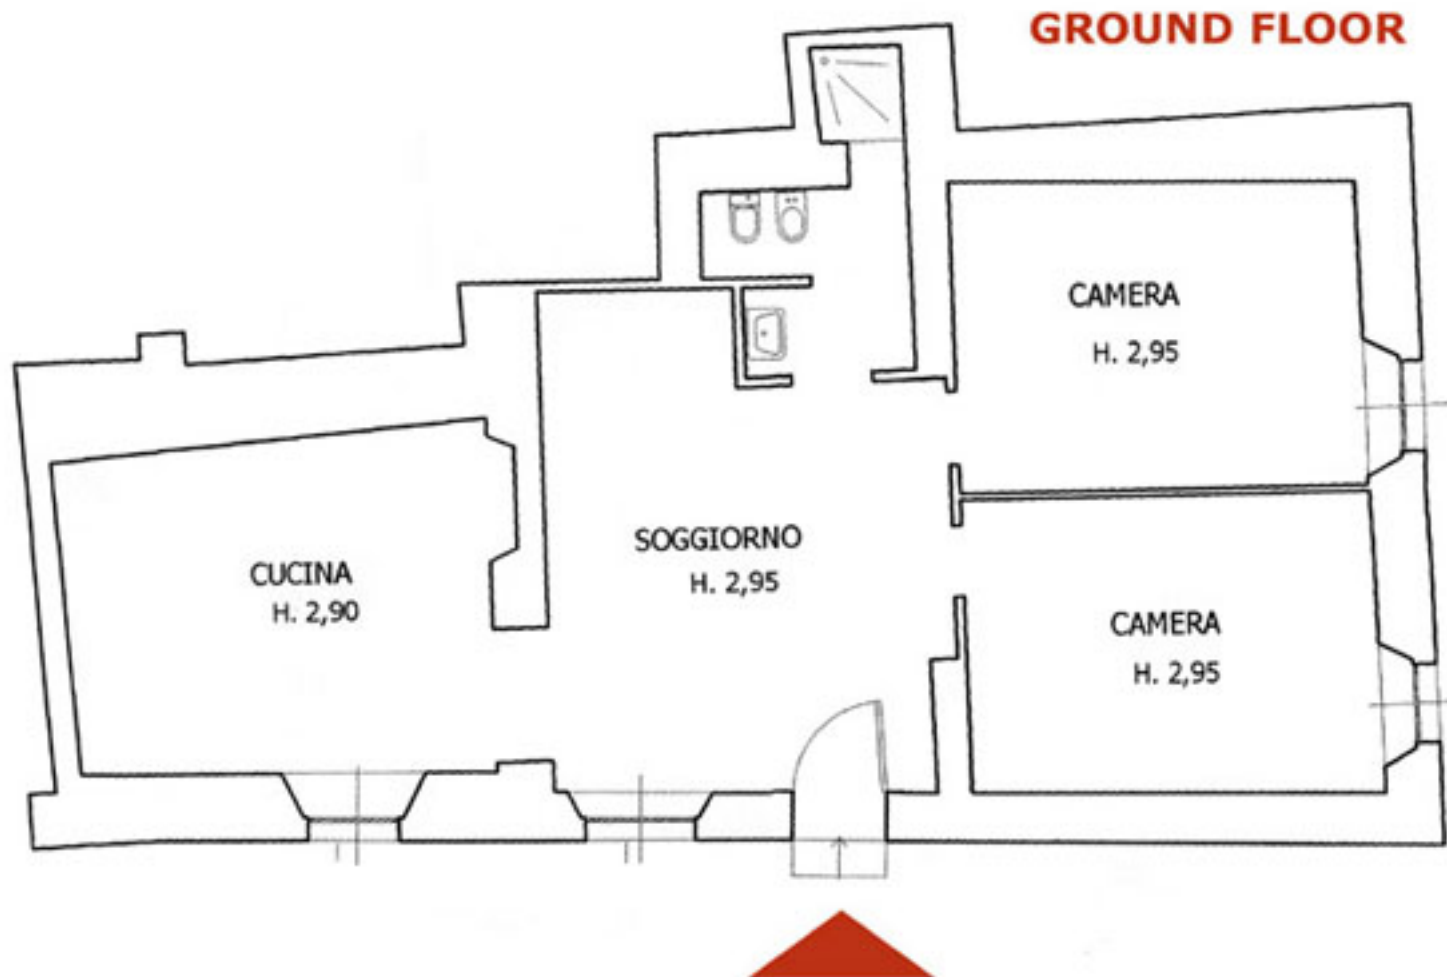 GROUND FLOOR
CAMERA
H. 2,95
SOGGIORNO
H. 2,95
CUCINA
H. 2,90
CAMERA
H. 2,95